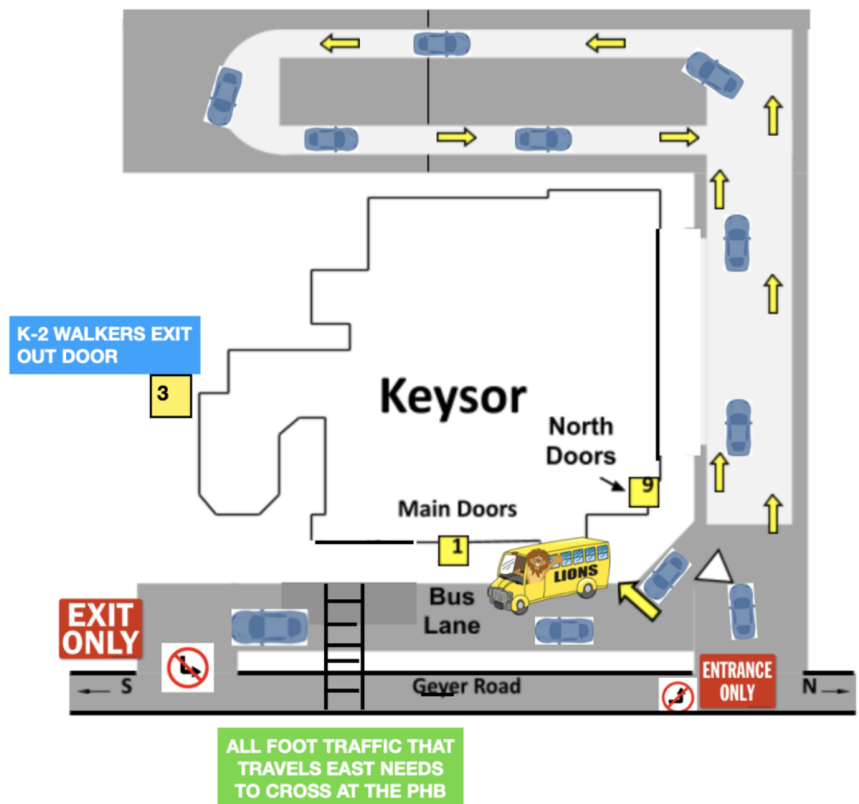 K-2 WALKERS EXIT
OUT DOOR
3
Keysor
North
Doors
9
Main Doors
1
LIONS
Bus
Lane
EXIT
ONLY
ENTRANCE
ONLY
S
Geyer Road
N
ALL FOOT TRAFFIC THAT
TRAVELS EAST NEEDS
TO CROSS AT THE PHB